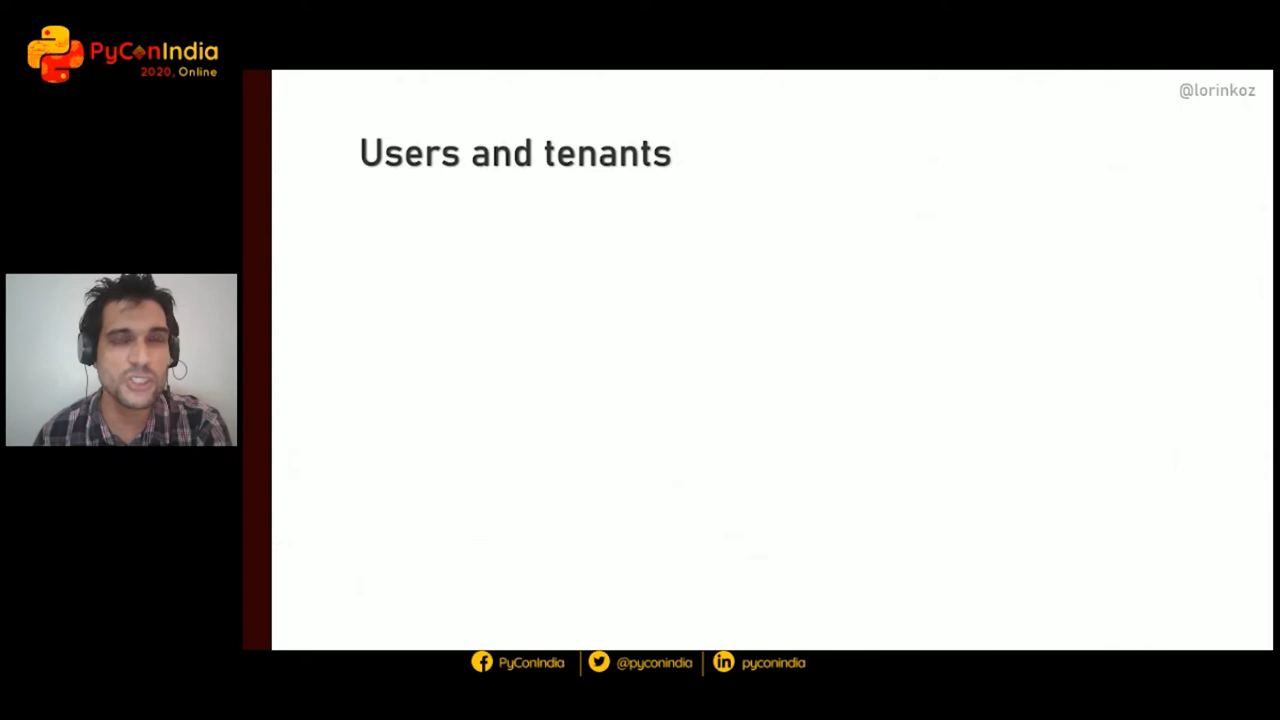 PyConIndia
2020, Online
@lorinkoz
Users and tenants
PyConIndia
@pyconindia
pyconindia